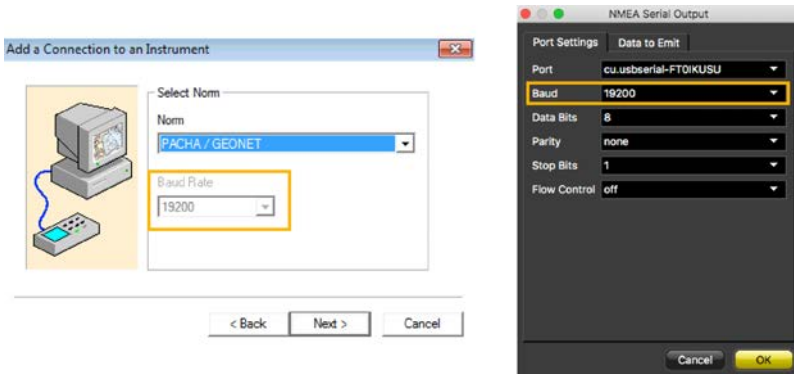 Add a Connection to an Instrument
Select Norm
Norm
PACHA / GEONET
Baud Rate
19200
< Back
Next >
Cancel
NMEA Serial Output
Port Settings
Data to Emit
Port
cu.usbserial-FT0IKUSU
Baud
19200
Data Bits
8
Parity
none
Stop Bits
1
Flow Control
off
Cancel
OK